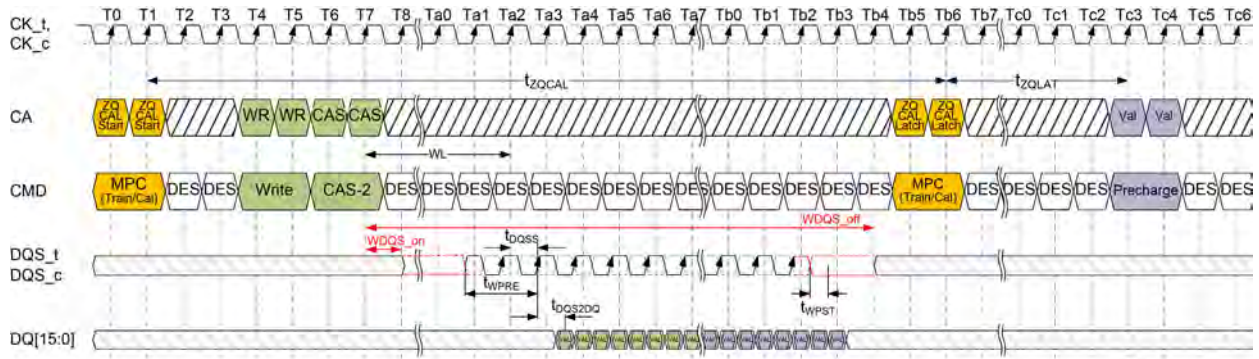 T0 T1 T2 T3 T4 T5 T6 T7 T8 Ta0 Ta1 Ta2 Ta3 Ta4 Ta5 Ta6 Ta7 Tb0 Tb1 Tb2 Tb3 Tb4 Tb5 Tb6 Tb7 Tc0 Tc1 Tc2 Tc3 Tc4 Tc5 Tc6
CK_t,
CK_c
tZQCAL tZQLAT
CA ZQ CAL Start ZQ CAL Start WR WR CAS CAS ZQ CAL Latch ZQ CAL Latch Val Val
WL
CMD MPC (Train/Cal) DES DES Write CAS-2 DES DES DES DES DES DES DES DES DES DES DES DES DES DES MPC (Train/Cal) DES DES DES DES Precharge DES DES
WDQS_off
WDQS_on tDQSS
DQS_t
DQS_c
tWPRE tWPST
tDQS2DQ
DQ[15:0]